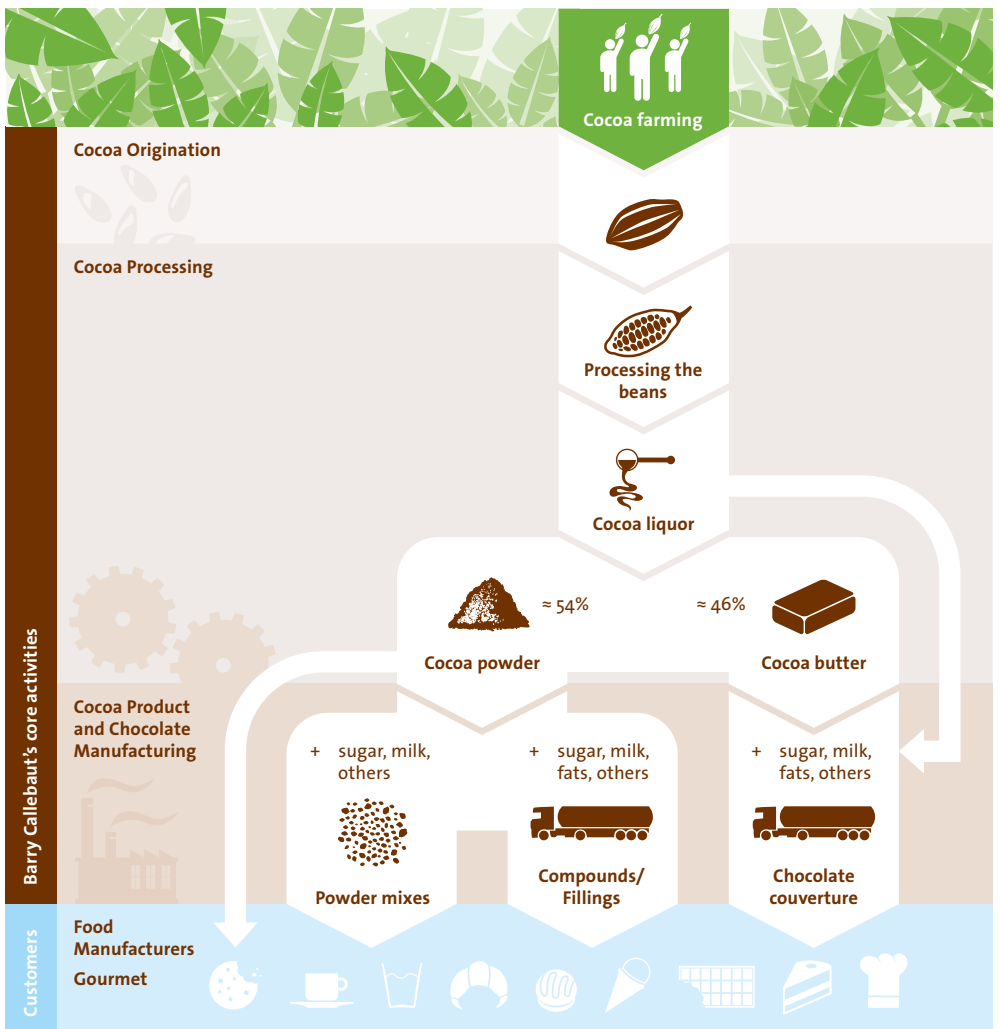 Cocoa farming
Cocoa Origination
Cocoa Processing
Processing the
beans
Cocoa liquor
≈ 54%
≈ 46%
Cocoa powder
Cocoa butter
Barry Callebaut's core activities
Cocoa Product
and Chocolate
Manufacturing
+ sugar, milk,
others
+ sugar, milk,
fats, others
+ sugar, milk,
fats, others
Powder mixes
Compounds/
Fillings
Chocolate
couverture
Customers
Food
Manufacturers
Gourmet